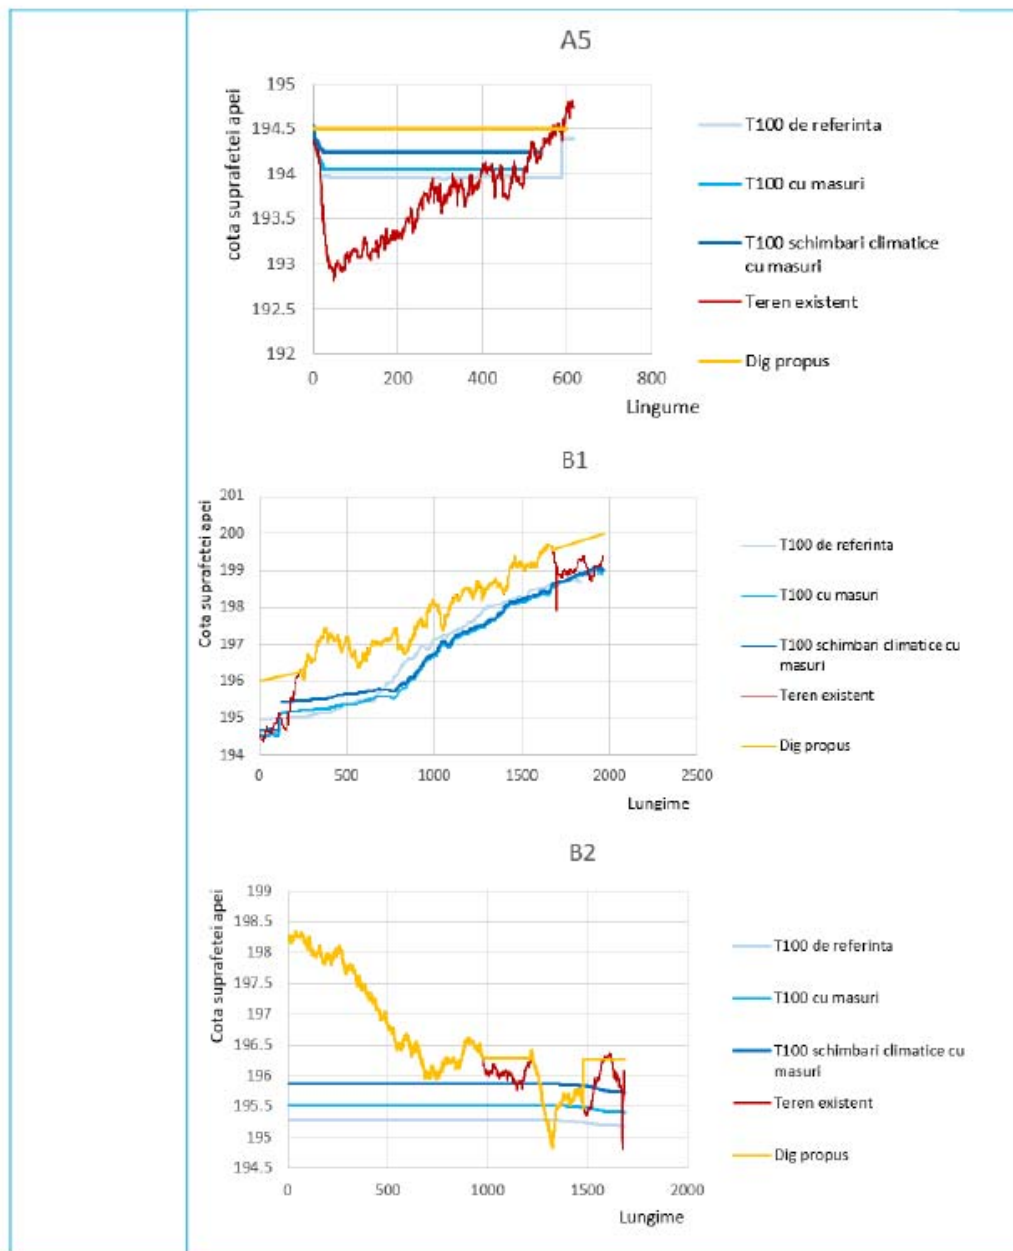 A5
cota suprafetei apei
195
194.5
194
193.5
193
192.5
192
0 200 400 600 800
Lingume
T100 de referinta
T100 cu masuri
T100 schimbari climatice
cu masuri
Teren existent
Dig propus
B1
Cota suprafetei apei
201
200
199
198
197
196
195
194
0 500 1000 1500 2000 2500
Lungime
T100 de referinta
T100 cu masuri
T100 schimbari climatice cu
masuri
Teren existent
Dig propus
B2
Cota suprafetei apei
199
198.5
198
197.5
197
196.5
196
195.5
195
194.5
0 500 1000 1500 2000
Lungime
T100 de referinta
T100 cu masuri
T100 schimbari climatice cu
masuri
Teren existent
Dig propus